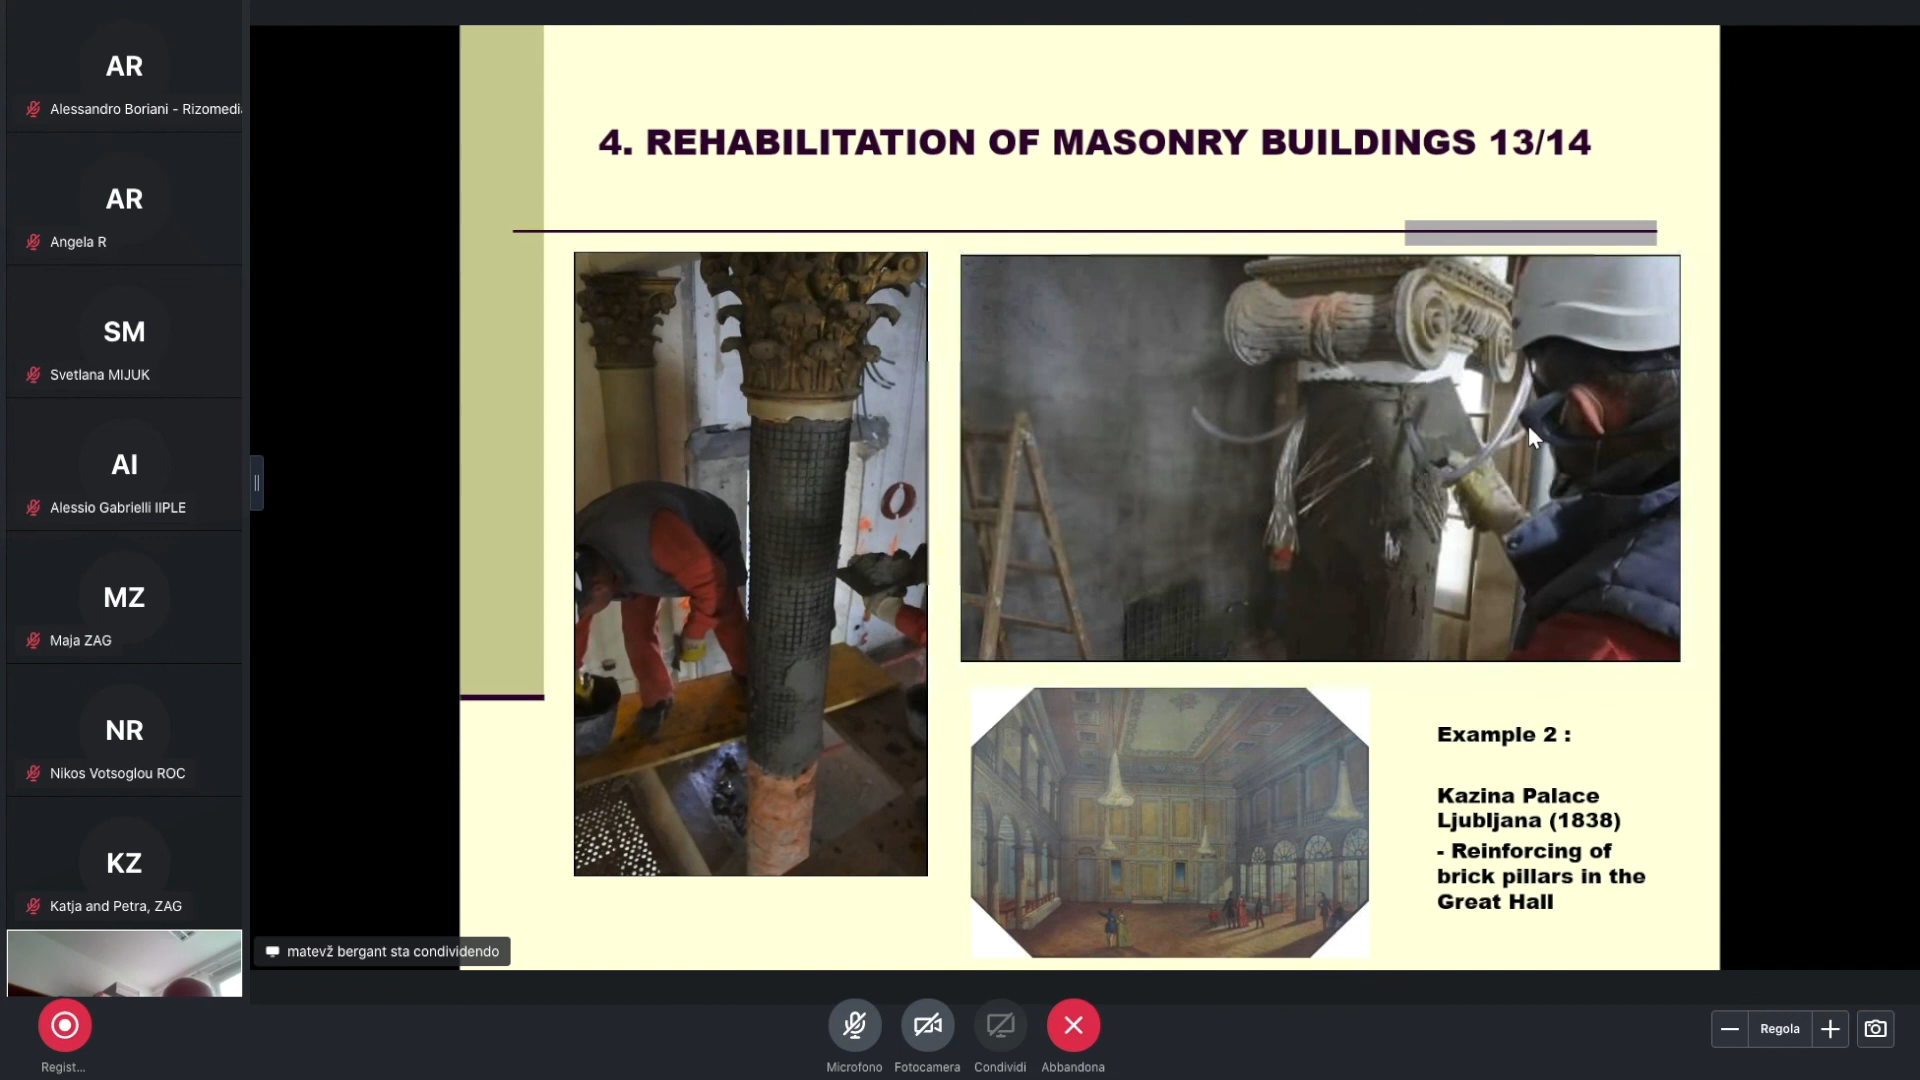 AR
Alessandro Boriani - Rizomedia
AR
Angela R
SM
Svetlana MIJUK
AI
Alessio Gabrielli IIPLE
MZ
Maja ZAG
NR
Nikos Votsoglou ROC
KZ
Katja and Petra, ZAG
4. REHABILITATION OF MASONRY BUILDINGS 13/14
Example 2 :
Kazina Palace
Ljubljana (1838)
- Reinforcing of
brick pillars in the
Great Hall
matevž bergant sta condividendo
Regist...
Microfono
Fotocamera
Condividi
Abbandona
Regola